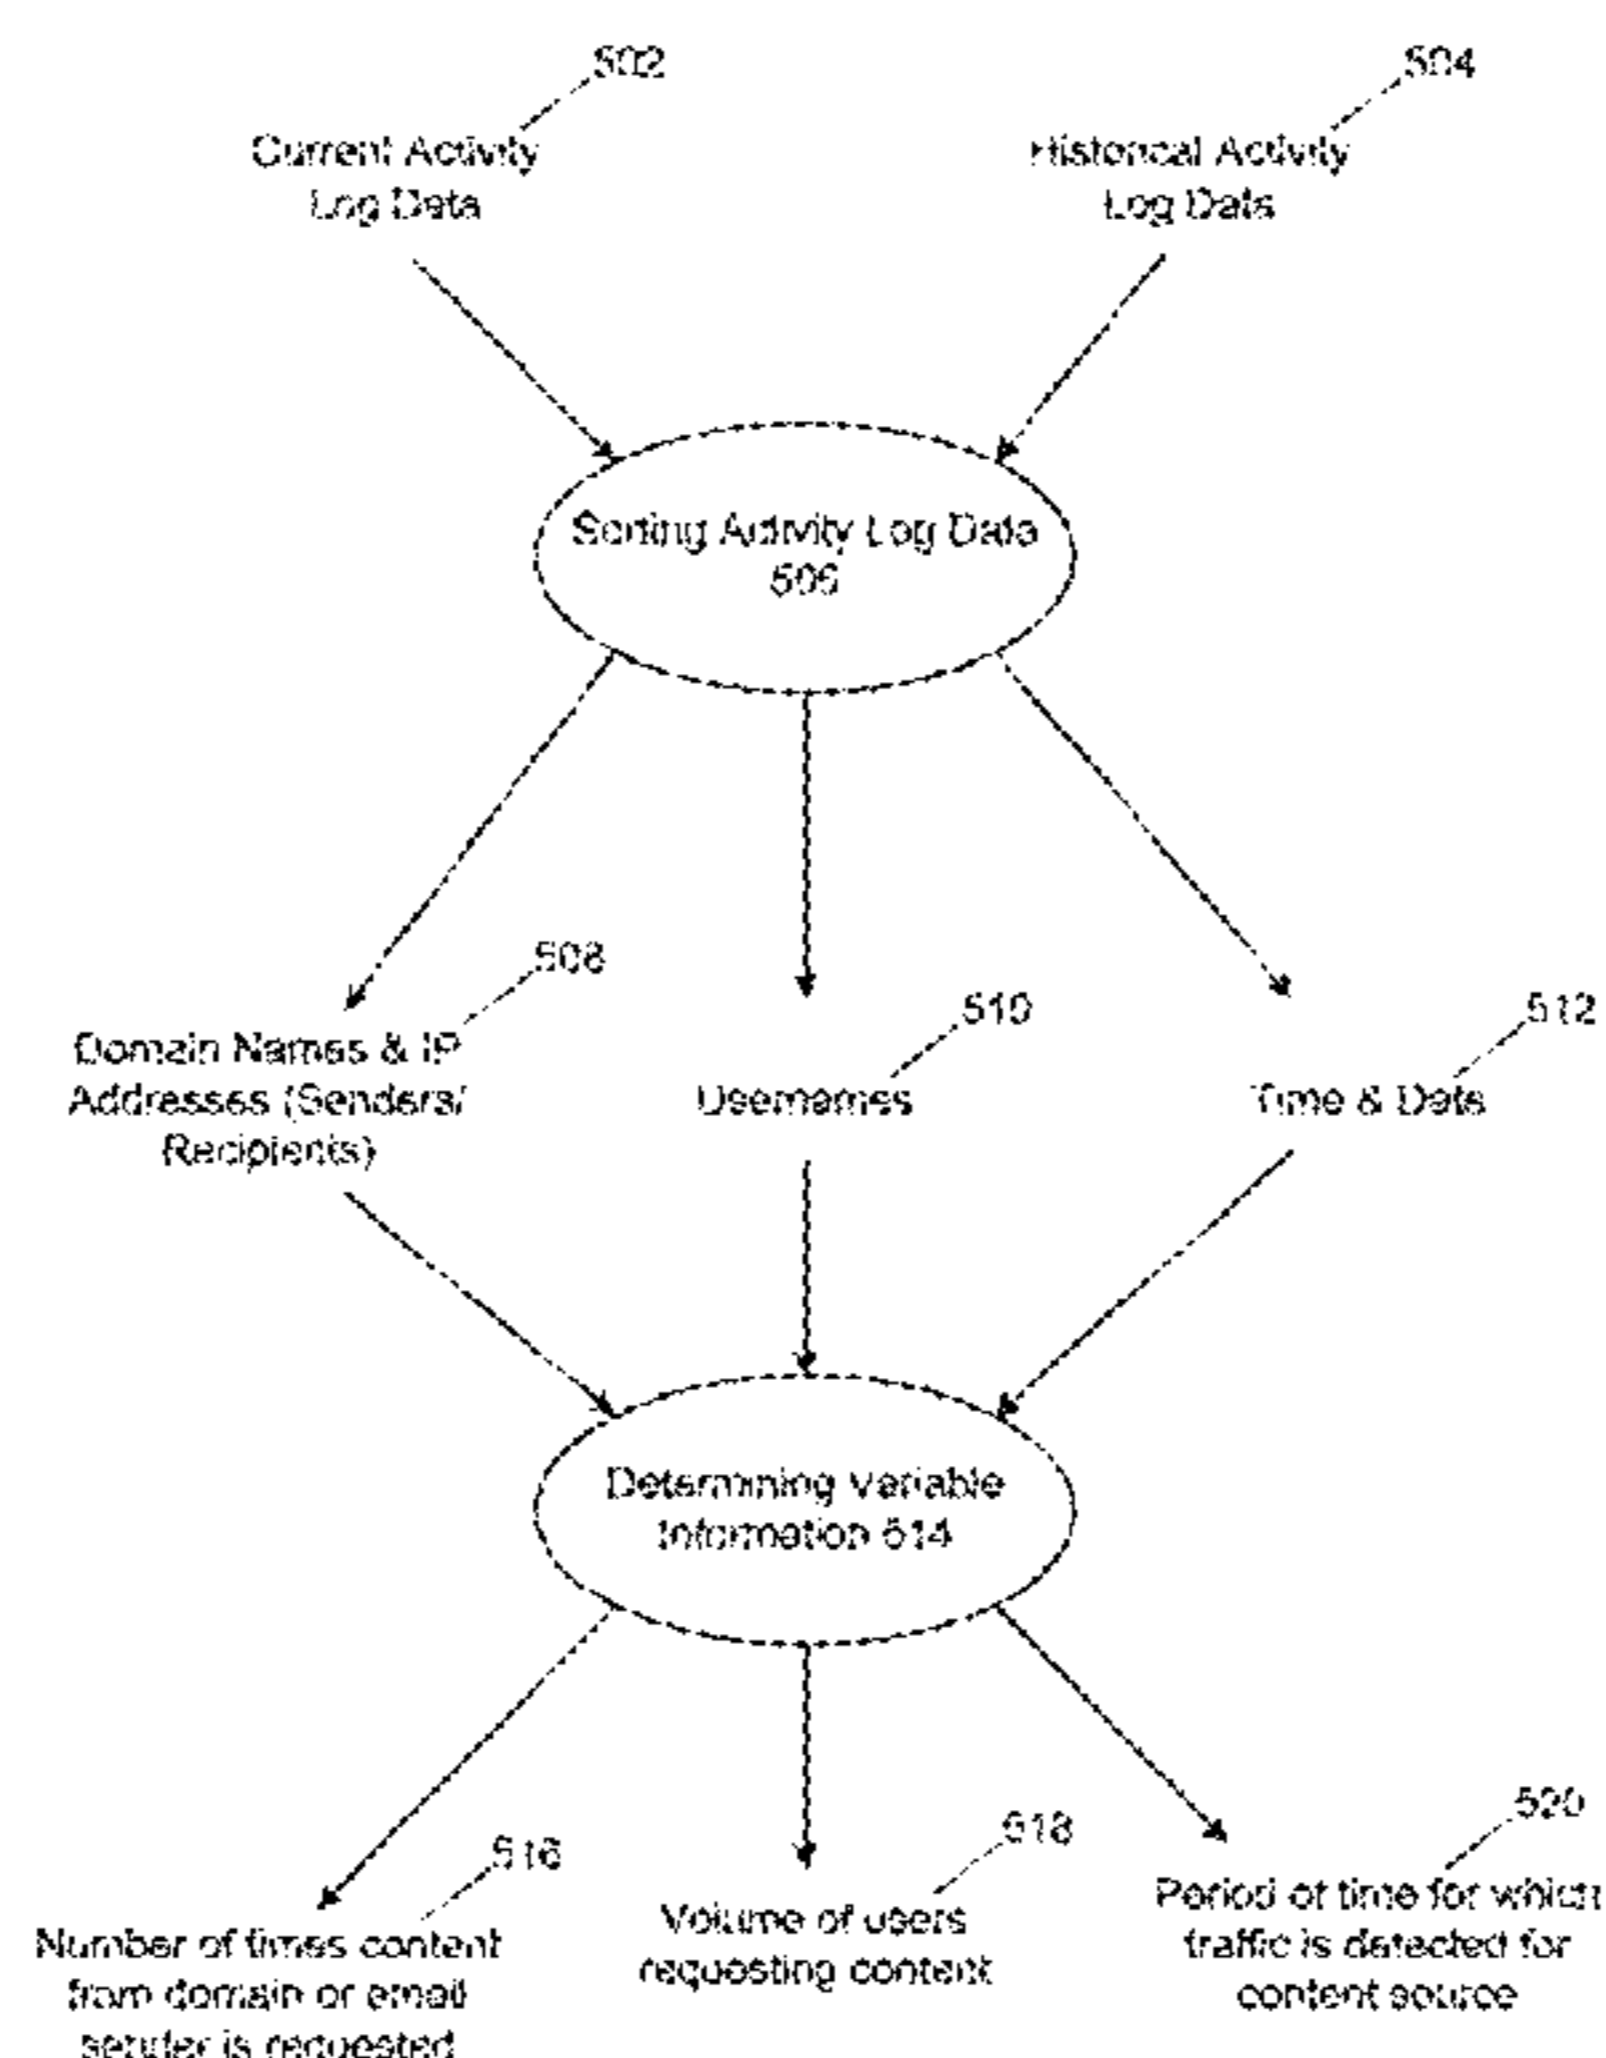 502
504
Current Activity
Log Data
Historical Activity
Log Data
Sorting Activity Log Data
506
508
Domain Names & IP
Addresses (Senders/
Recipients)
510
Usernames
512
Time & Date
Determining Variable
Information 514
516
Number of times content
from domain or email
sender is requested
518
Volume of users
requesting content
520
Period of time for which
traffic is detected for
content source